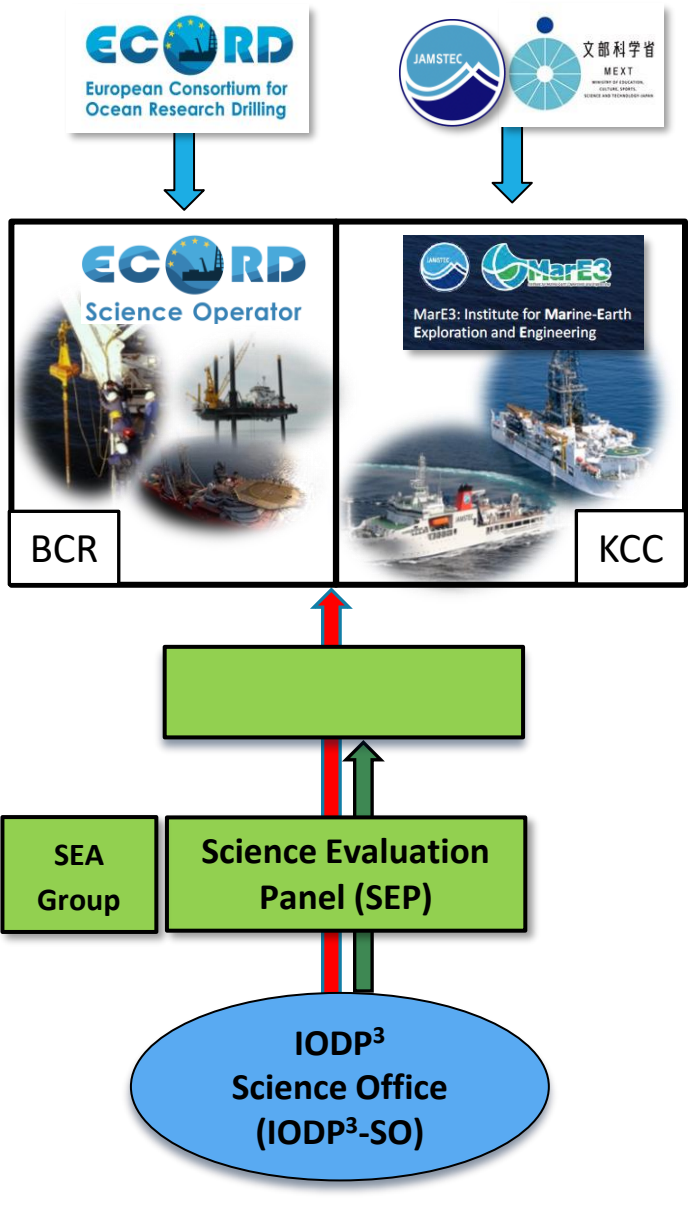 ECORD
European Consortium for
Ocean Research Drilling
JAMSTEC
文部科学省
MEXT
MINISTRY OF EDUCATION,
CULTURE, SPORTS,
SCIENCE AND TECHNOLOGY-JAPAN
ECORD
Science Operator
JAMSTEC
MarE3
MarE3: Institute for Marine-Earth
Exploration and Engineering
JAMSTEC
BCR
KCC
SEA
Group
Science Evaluation
Panel (SEP)
IODP³
Science Office
(IODP³-SO)